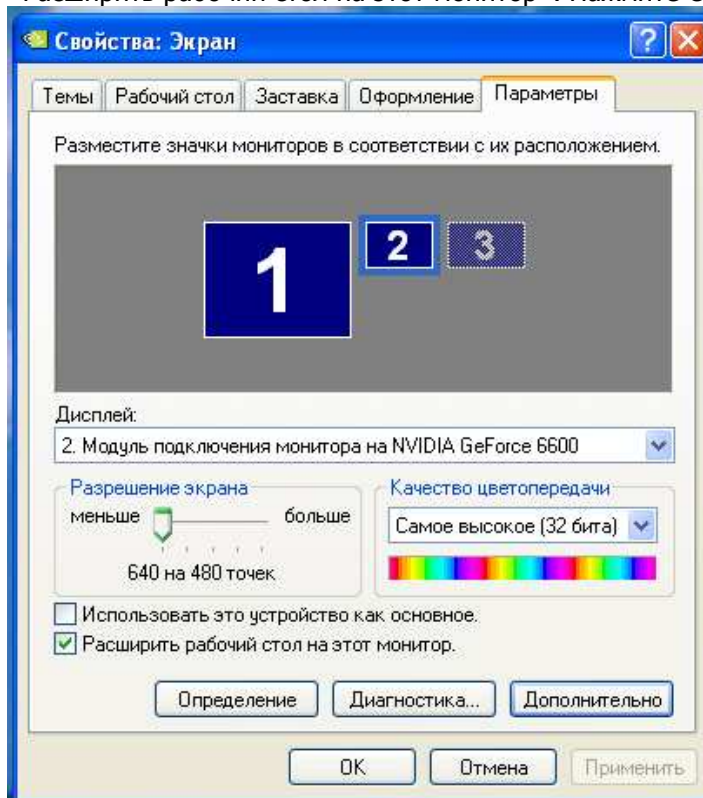 Свойства: Экран
Темы Рабочий стол Заставка Оформление Параметры
Разместите значки мониторов в соответствии с их расположением.
1 2 3
Дисплей:
2. Модуль подключения монитора на NVIDIA GeForce 6600
Разрешение экрана
меньше больше
640 на 480 точек
Качество цветопередачи
Самое высокое (32 бита)
Использовать это устройство как основное.
Расширить рабочий стол на этот монитор.
Определение Диагностика... Дополнительно
OK Отмена Применить